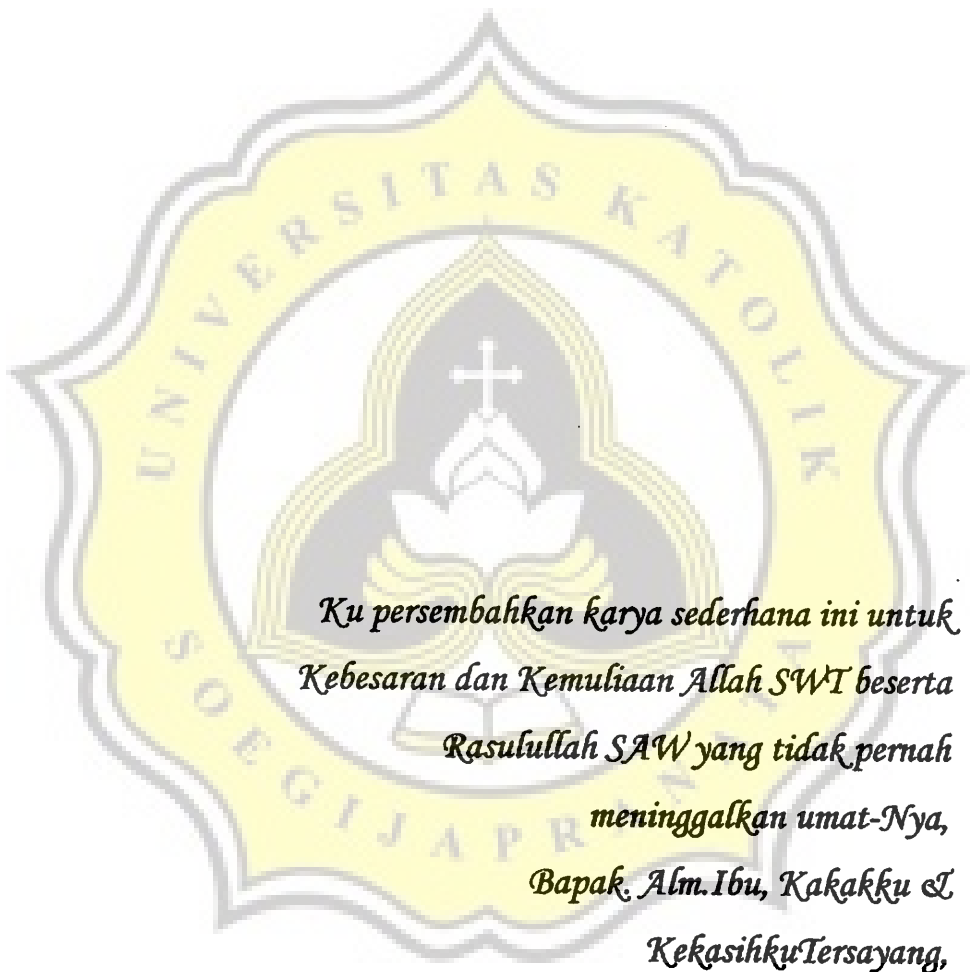 UNIVERSITAS KATOLIK
SOEGIJAPRANATA
Ku persembahkan karya sederhana ini untuk
Kebesaran dan Kemuliaan Allah SWT beserta
Rasulullah SAW yang tidak pernah
meninggalkan umat-Nya,
Bapak. Alm.Ibu, Kakakku &
KekasihkuTersayang,